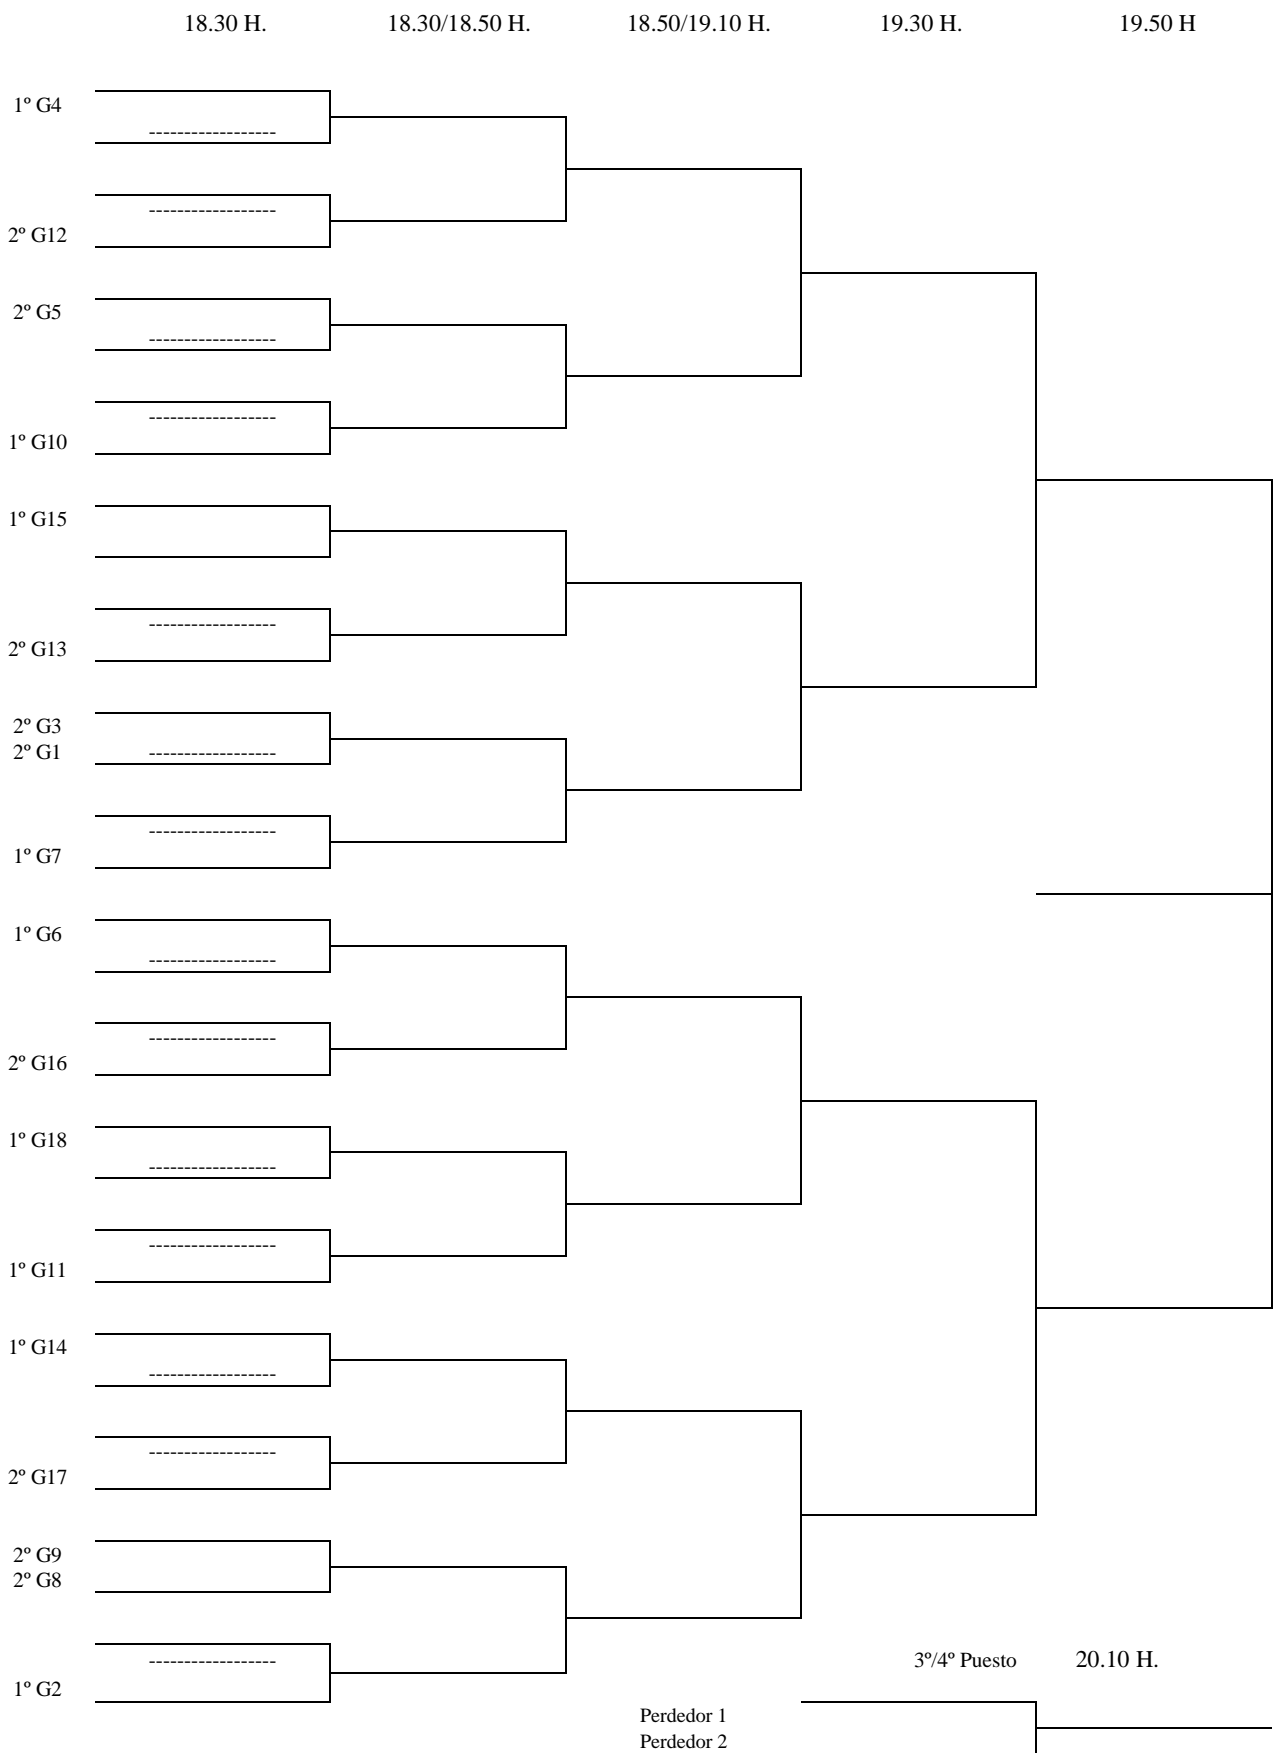 18.30 H. 18.30/18.50 H. 18.50/19.10 H. 19.30 H. 19.50 H
1º G4
-------------------
-------------------
2º G12
2º G5
-------------------
-------------------
1º G10
1º G15
-------------------
2º G13
2º G3
2º G1 -------------------
-------------------
1º G7
1º G6
-------------------
-------------------
2º G16
1º G18
-------------------
-------------------
1º G11
1º G14
-------------------
-------------------
2º G17
2º G9
2º G8
-------------------
3º/4º Puesto 20.10 H.
1º G2
Perdedor 1
Perdedor 2